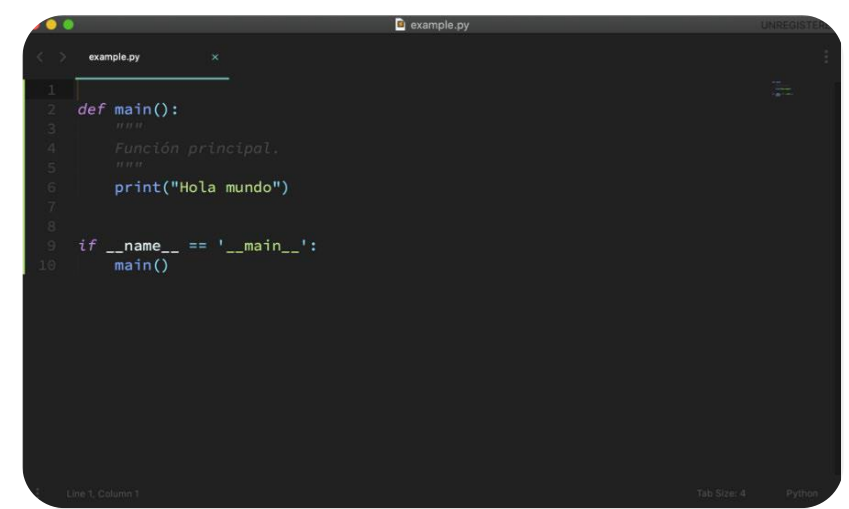 example.py
UNREGISTER
example.py ×
1
2 def main():
3 """
4 Función principal.
5 """
6 print("Hola mundo")
7
8
9 if __name__ == '__main__':
10 main()
Line 1, Column 1
Tab Size: 4 Python